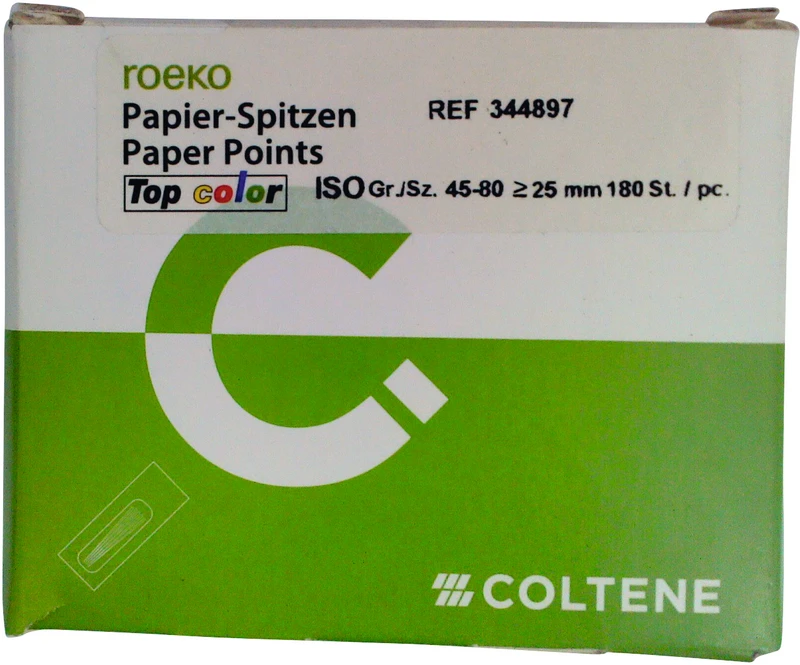 roeko
Papier-Spitzen
REF 344897
Paper Points
Top color
ISO Gr./Sz. 45-80 ≥ 25 mm 180 St. / pc.
COLTENE